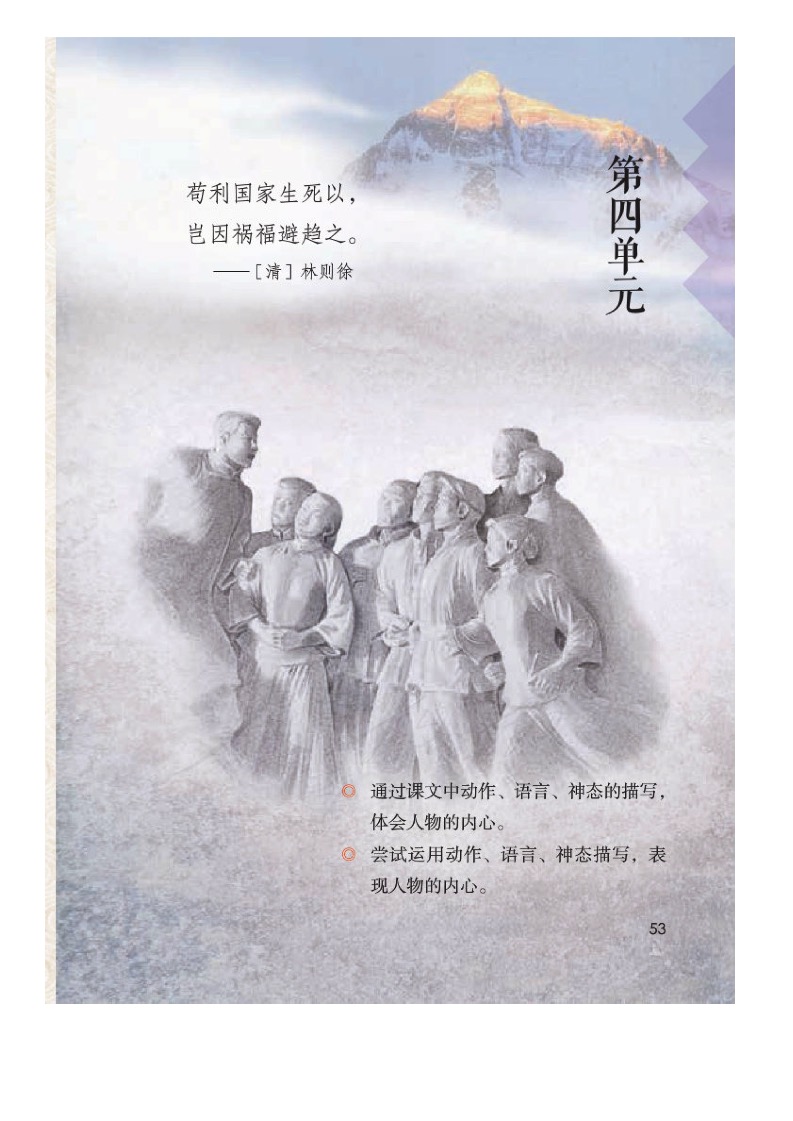 第四单元
苟利国家生死以，
岂因祸福避趋之。
——［清］林则徐
◎ 通过课文中动作、语言、神态的描写，
体会人物的内心。
◎ 尝试运用动作、语言、神态描写，表
现人物的内心。
53